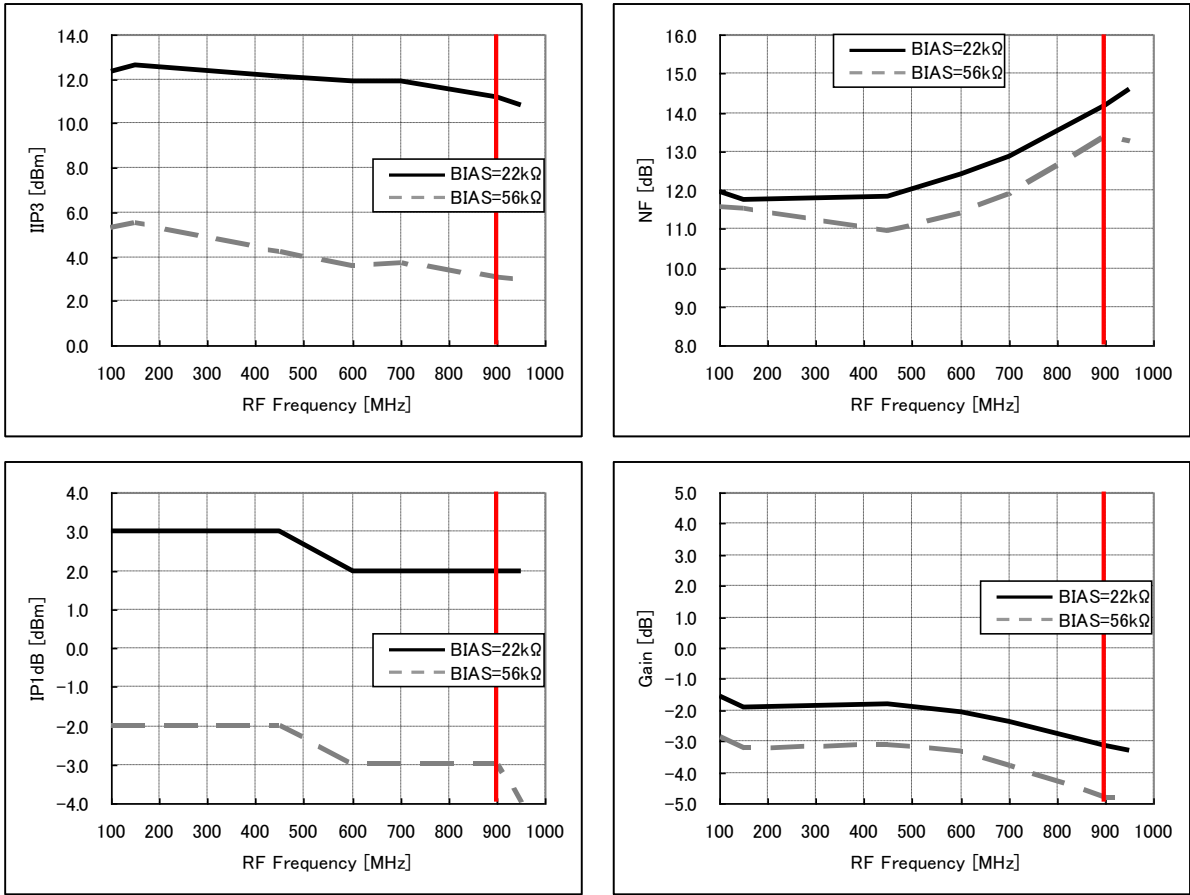 14.0
12.0
10.0
8.0
6.0
4.0
2.0
0.0
IIP3 [dBm]
BIAS=22kΩ
BIAS=56kΩ
100 200 300 400 500 600 700 800 900 1000
RF Frequency [MHz]
16.0
15.0
14.0
13.0
12.0
11.0
10.0
9.0
8.0
NF [dB]
BIAS=22kΩ
BIAS=56kΩ
100 200 300 400 500 600 700 800 900 1000
RF Frequency [MHz]
4.0
3.0
2.0
1.0
0.0
-1.0
-2.0
-3.0
-4.0
IP1dB [dBm]
BIAS=22kΩ
BIAS=56kΩ
100 200 300 400 500 600 700 800 900 1000
RF Frequency [MHz]
5.0
4.0
3.0
2.0
1.0
0.0
-1.0
-2.0
-3.0
-4.0
-5.0
Gain [dB]
BIAS=22kΩ
BIAS=56kΩ
100 200 300 400 500 600 700 800 900 1000
RF Frequency [MHz]